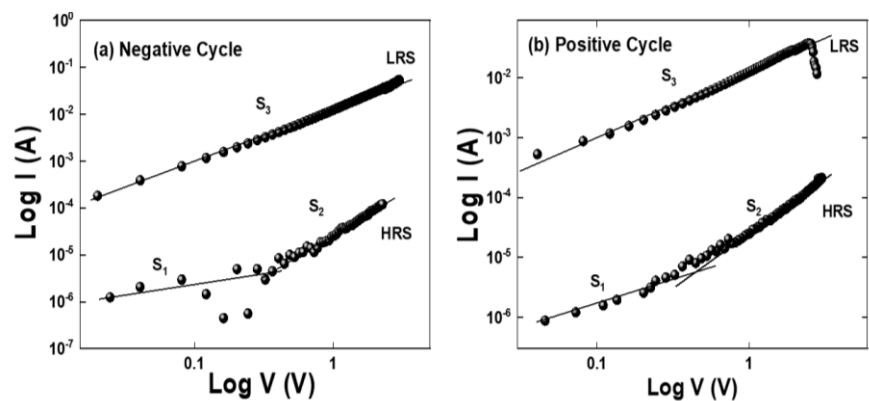 (a) Negative Cycle
LRS
S₃
S₂
HRS
S₁
10⁰
10⁻¹
10⁻²
10⁻³
10⁻⁴
10⁻⁵
10⁻⁶
10⁻⁷
Log I (A)
0.1
1
Log V (V)
(b) Positive Cycle
LRS
S₃
S₂
HRS
S₁
10⁻²
10⁻³
10⁻⁴
10⁻⁵
10⁻⁶
Log I (A)
0.1
1
Log V (V)